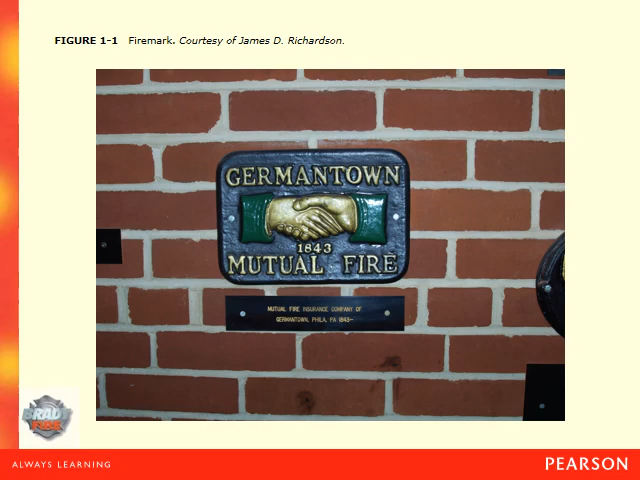 FIGURE 1-1 Firemark. Courtesy of James D. Richardson.
GERMANTOWN
1843
MUTUAL FIRE
MUTUAL FIRE INSURANCE COMPANY OF
GERMANTOWN, PHILA, PA 1843-
BRADY
FIRE
ALWAYS LEARNING
PEARSON